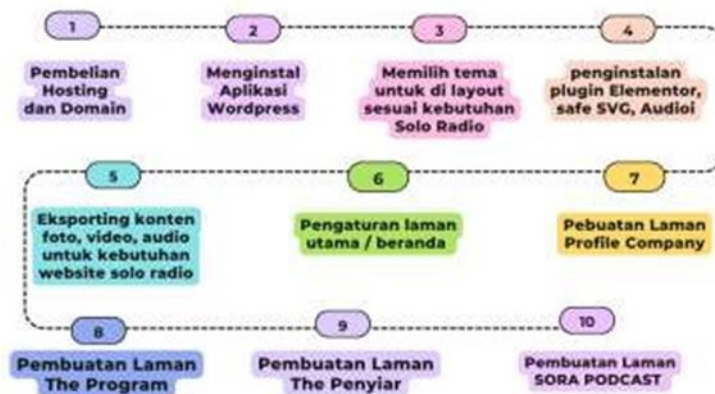 1
Pembelian
Hosting
dan Domain
2
Menginstal
Aplikasi
Wordpress
3
Memilih tema
untuk di layout
sesuai kebutuhan
Solo Radio
4
penginstalan
plugin Elementor,
safe SVG, Audioi
5
Eksporting konten
foto, video, audio
untuk kebutuhan
website solo radio
6
Pengaturan laman
utama / beranda
7
Pebuatan Laman
Profile Company
8
Pembuatan Laman
The Program
9
Pembuatan Laman
The Penyiar
10
Pembuatan Laman
SORA PODCAST